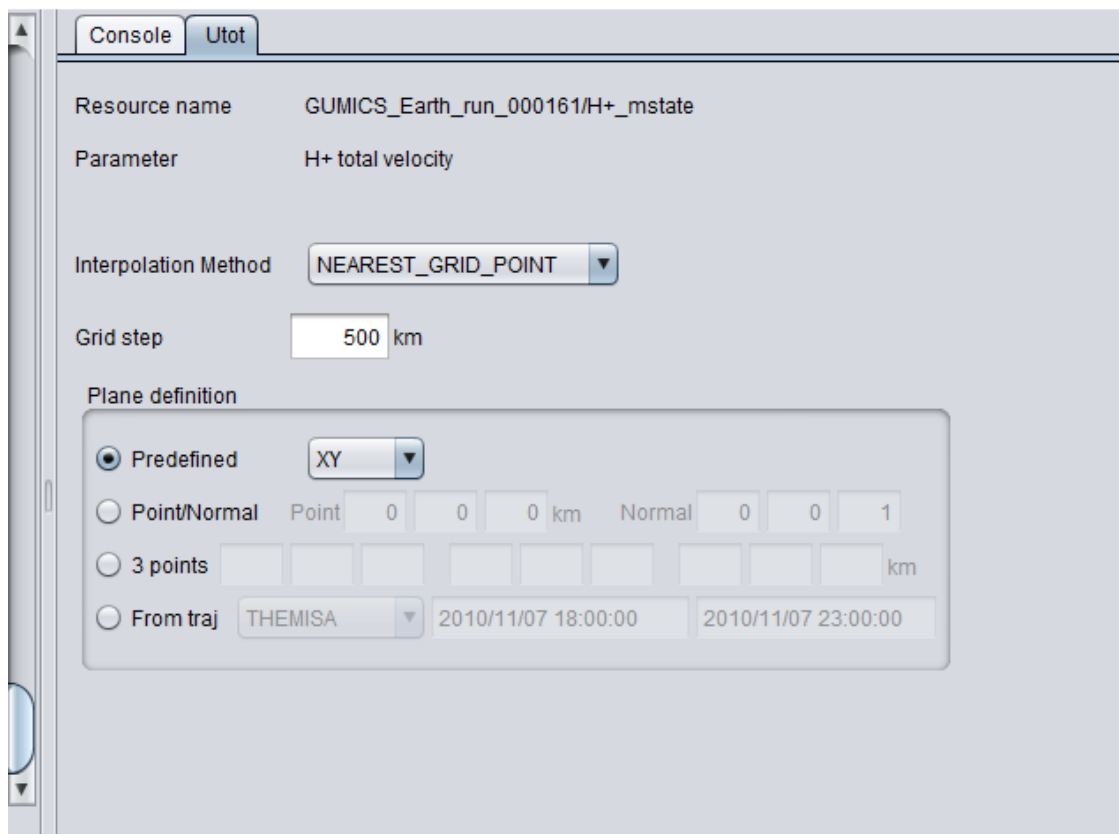 Console Utot
Resource name GUMICS_Earth_run_000161/H+_mstate
Parameter H+ total velocity
Interpolation Method NEAREST_GRID_POINT
Grid step 500 km
Plane definition
Predefined XY
Point/Normal Point 0 0 0 km Normal 0 0 1
3 points km
From traj THEMISA 2010/11/07 18:00:00 2010/11/07 23:00:00